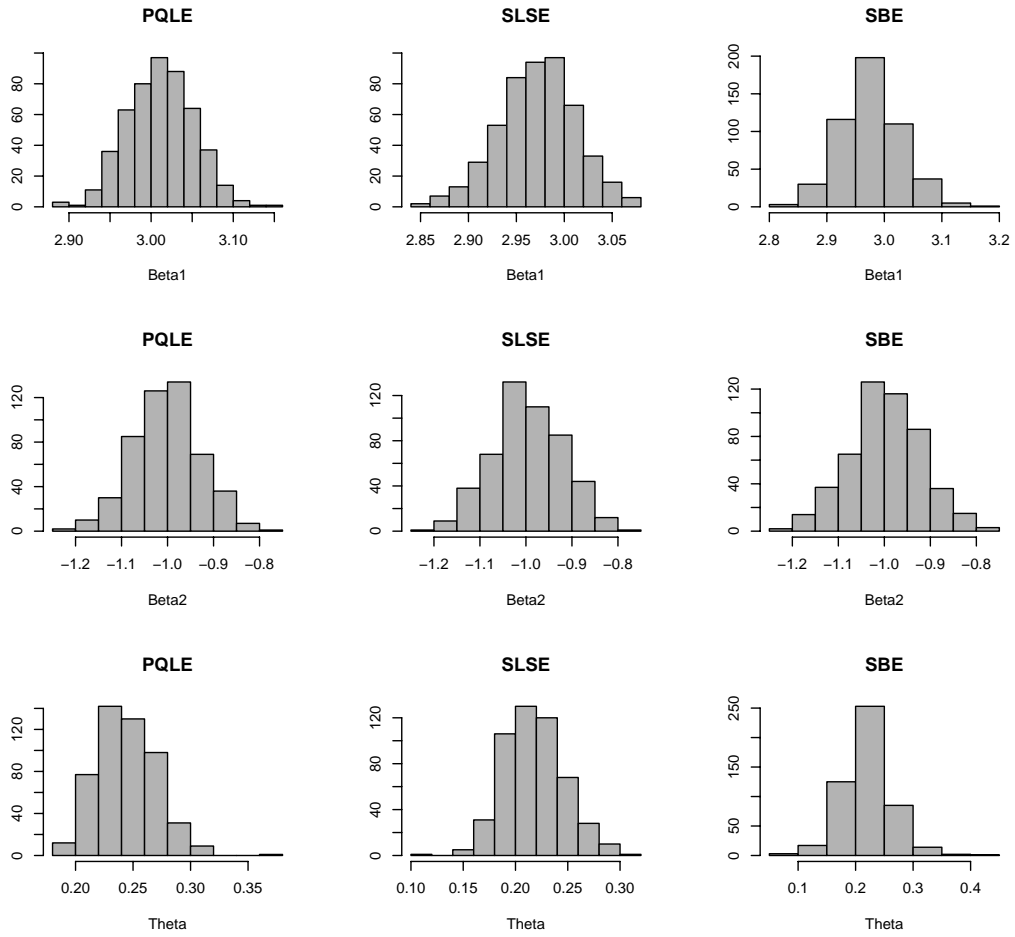 PQLE SLSE SBE
0 20 40 60 80
2.90 3.00 3.10
Beta1
0 20 40 60 80
2.85 2.90 2.95 3.00 3.05
Beta1
0 50 100 150 200
2.8 2.9 3.0 3.1 3.2
Beta1
PQLE SLSE SBE
0 40 80 120
−1.2 −1.1 −1.0 −0.9 −0.8
Beta2
0 40 80 120
−1.2 −1.1 −1.0 −0.9 −0.8
Beta2
0 40 80 120
−1.2 −1.1 −1.0 −0.9 −0.8
Beta2
PQLE SLSE SBE
0 40 80 120
0.20 0.25 0.30 0.35
Theta
0 40 80 120
0.10 0.15 0.20 0.25 0.30
Theta
0 50 150 250
0.1 0.2 0.3 0.4
Theta